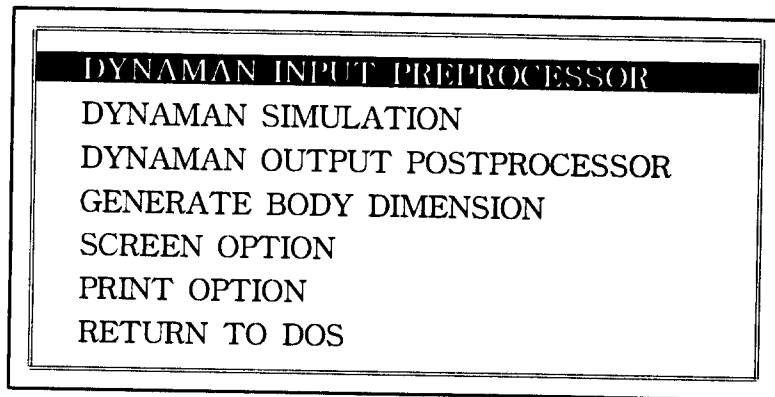 DYNAMAN INPUT PREPROCESSOR
DYNAMAN SIMULATION
DYNAMAN OUTPUT POSTPROCESSOR
GENERATE BODY DIMENSION
SCREEN OPTION
PRINT OPTION
RETURN TO DOS